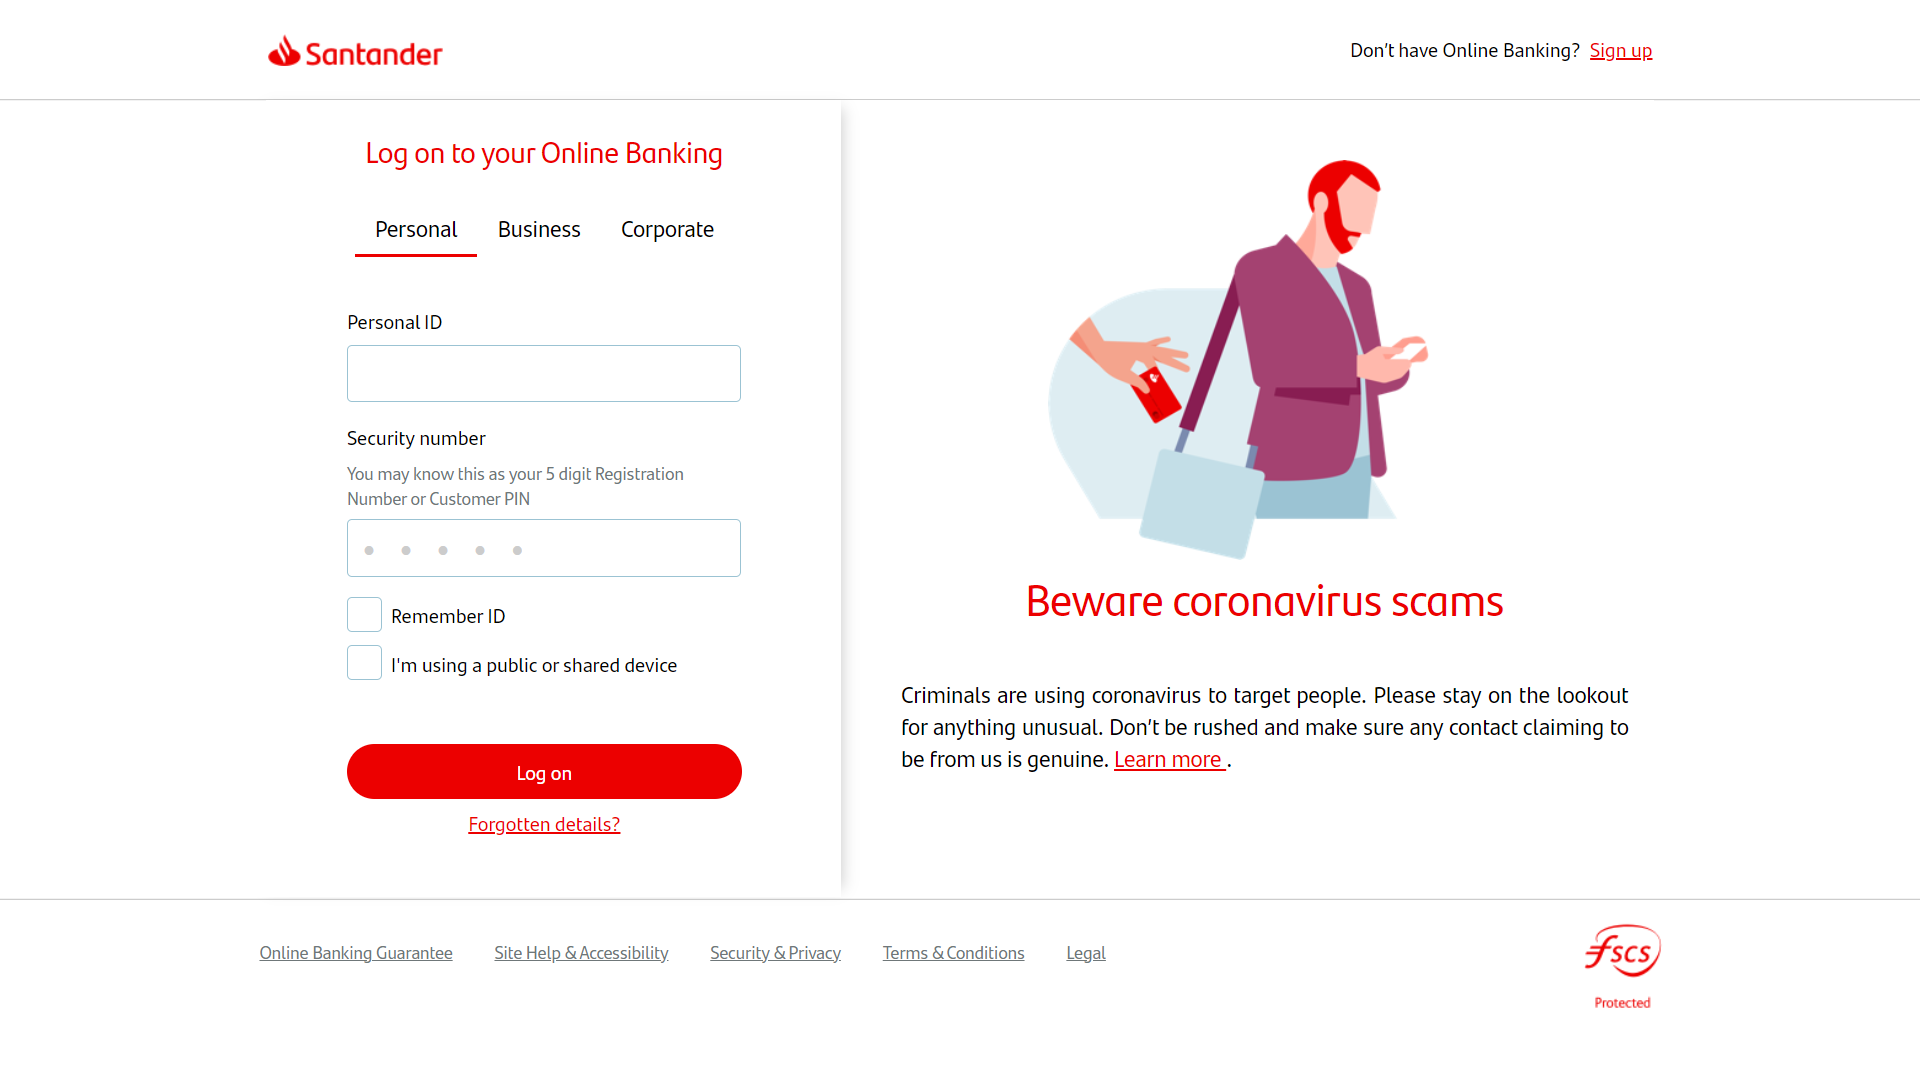 Santander
Don't have Online Banking? Sign up
Log on to your Online Banking
Personal Business Corporate
Personal ID
Security number
You may know this as your 5 digit Registration
Number or Customer PIN
Remember ID
I'm using a public or shared device
Log on
Forgotten details?
Beware coronavirus scams
Criminals are using coronavirus to target people. Please stay on the lookout
for anything unusual. Don't be rushed and make sure any contact claiming to
be from us is genuine. Learn more .
Online Banking Guarantee Site Help & Accessibility Security & Privacy Terms & Conditions Legal
fscs
Protected